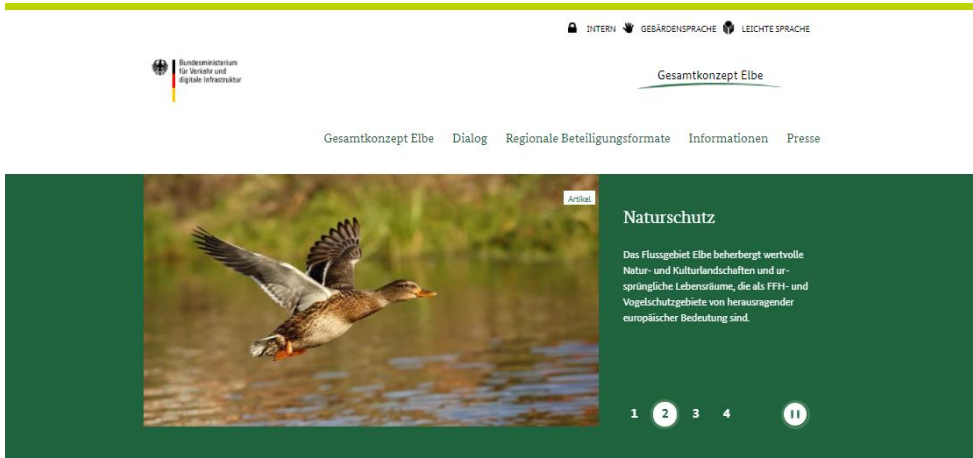 INTERN GEBÄRDENSPRACHE LEICHTE SPRACHE
Bundesministerium
für Verkehr und
digitale Infrastruktur
Gesamtkonzept Elbe
Gesamtkonzept Elbe Dialog Regionale Beteiligungsformate Informationen Presse
Artikel
Naturschutz
Das Flussgebiet Elbe beherbergt wertvolle
Natur- und Kulturlandschaften und ur-
sprüngliche Lebensräume, die als FFH- und
Vogelschutzgebiete von herausragender
europäischer Bedeutung sind.
1 2 3 4